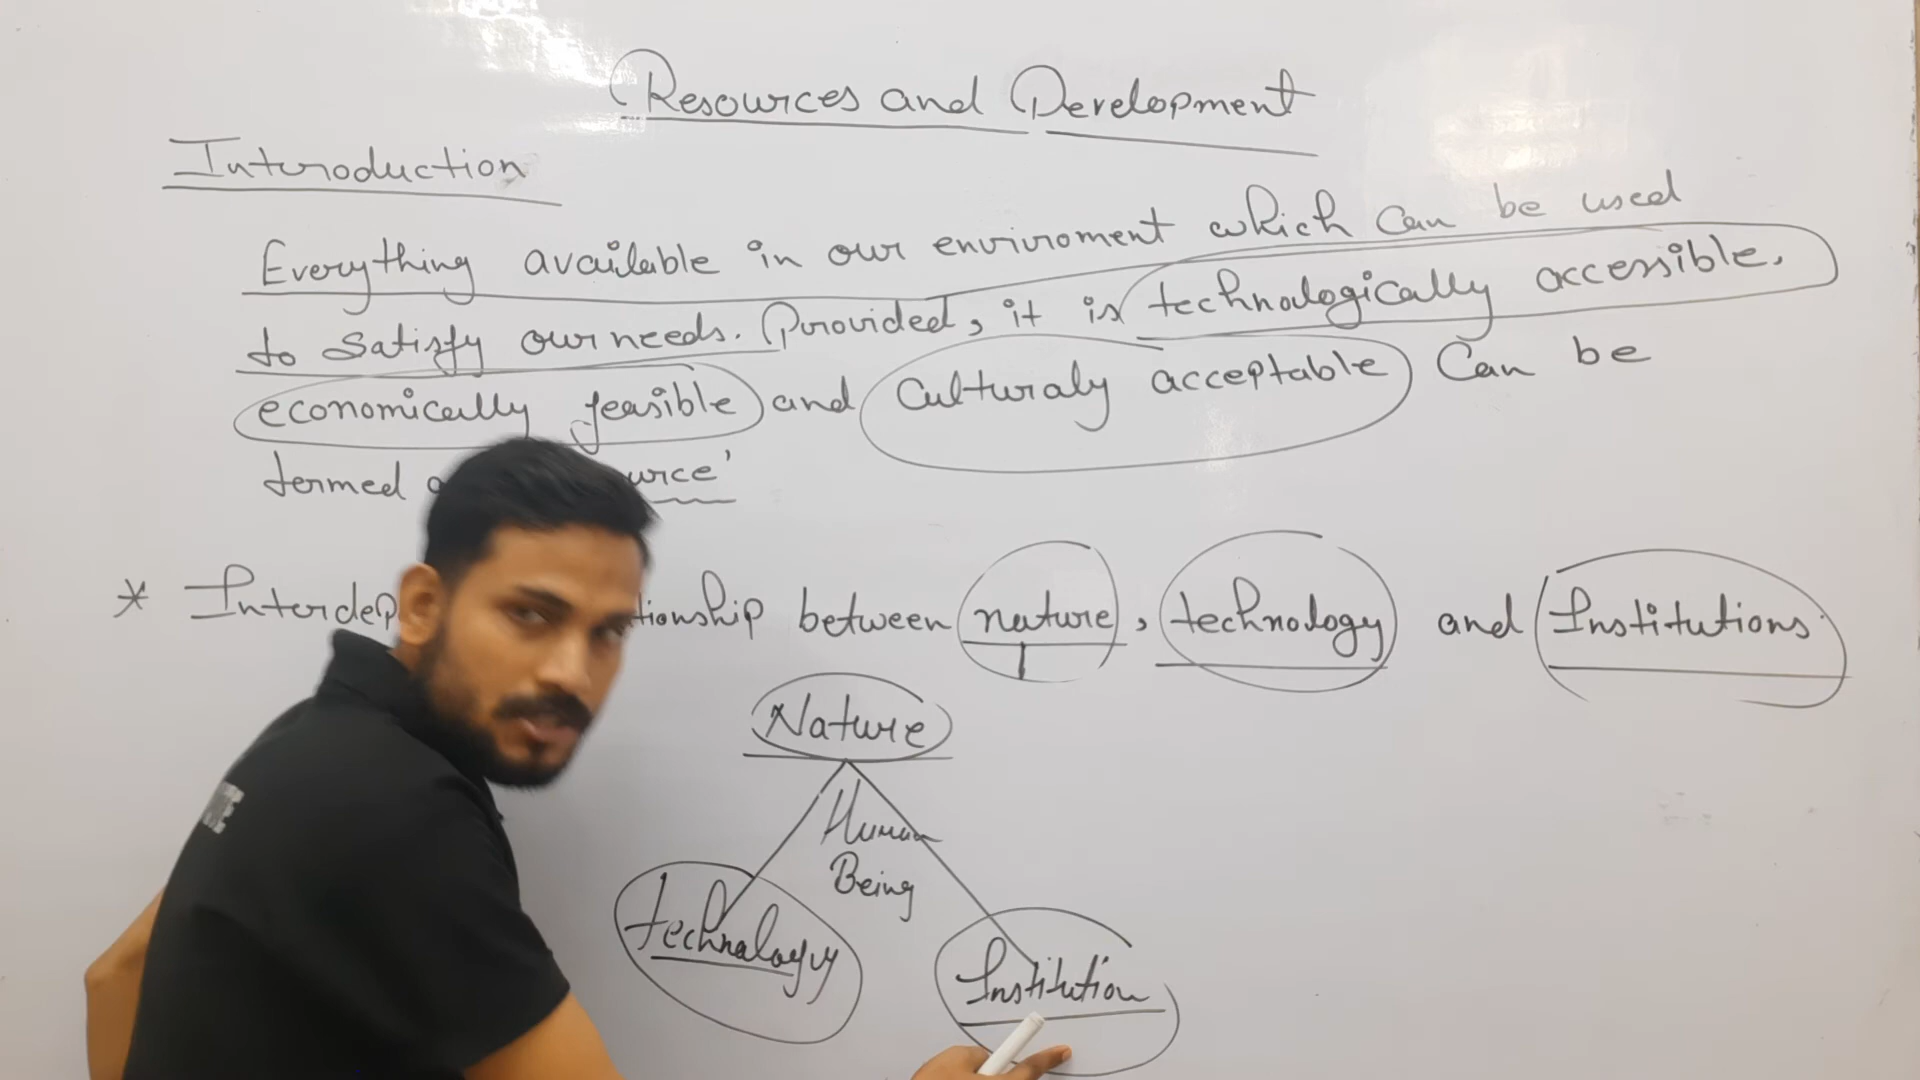 Resources and Development
Introduction
Everything available in our enviroment which can be used
to satisfy our needs. Provided, it is technologically accessible,
economically feasible and Culturaly acceptable Can be
termed
* between nature, technology and Institutions.
Nature
Human
Being
technology
Institution